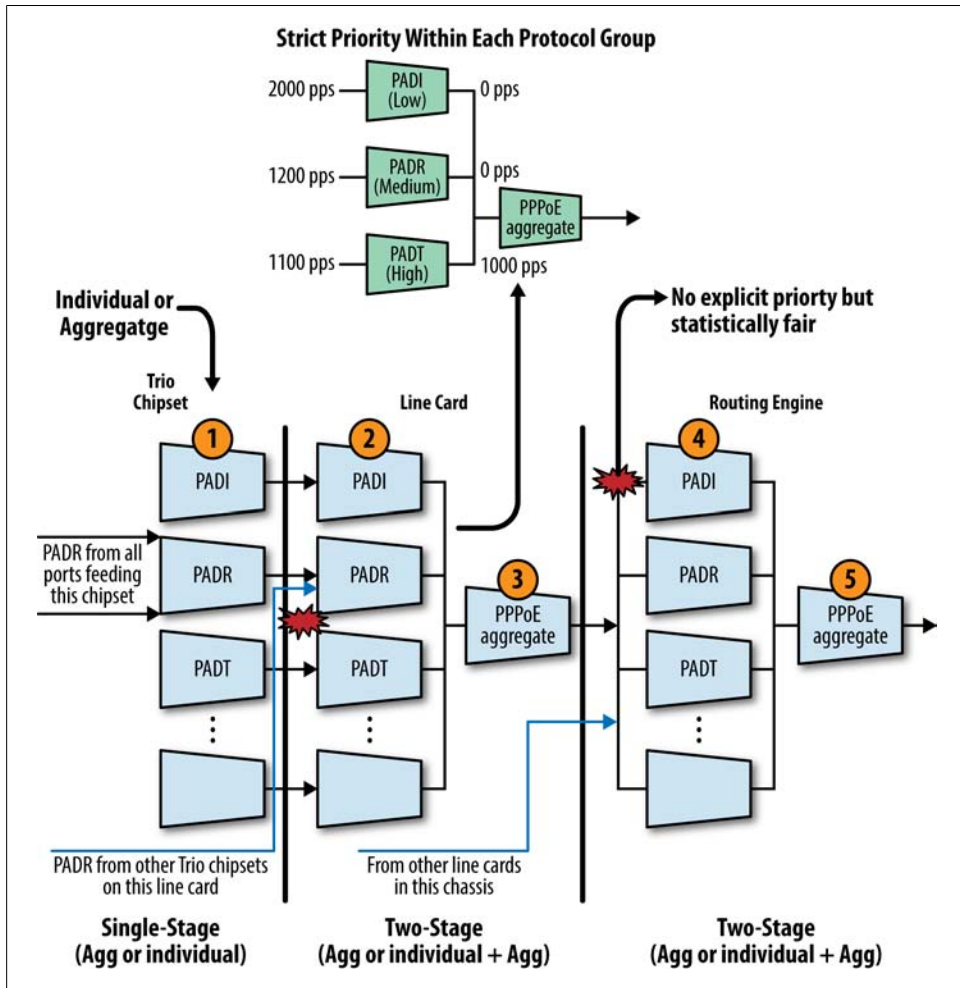 Strict Priority Within Each Protocol Group
2000 pps
PADI
(Low)
0 pps
1200 pps
PADR
(Medium)
0 pps
PPPoE
aggregate
1100 pps
PADT
(High)
1000 pps
Individual or
Aggregatge
No explicit priorty but
statistically fair
Trio
Chipset
Line Card
Routing Engine
1
2
4
PADI
PADI
PADI
PADR from all
ports feeding
this chipset
PADR
PADR
PADR
3
5
PPPoE
aggregate
PPPoE
aggregate
PADT
PADT
PADT
PADR from other Trio chipsets
on this line card
From other line cards
in this chassis
Single-Stage
(Agg or individual)
Two-Stage
(Agg or individual + Agg)
Two-Stage
(Agg or individual + Agg)